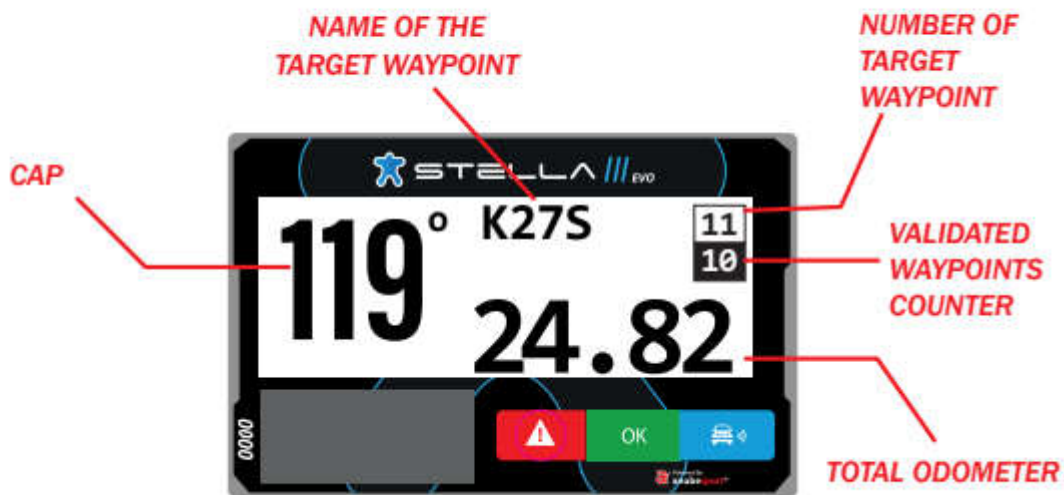 NAME OF THE
TARGET WAYPOINT
NUMBER OF
TARGET
WAYPOINT
CAP
STELLA III EVO
119°
K27S
11
10
VALIDATED
WAYPOINTS
COUNTER
24.82
0000
OK
TOTAL ODOMETER